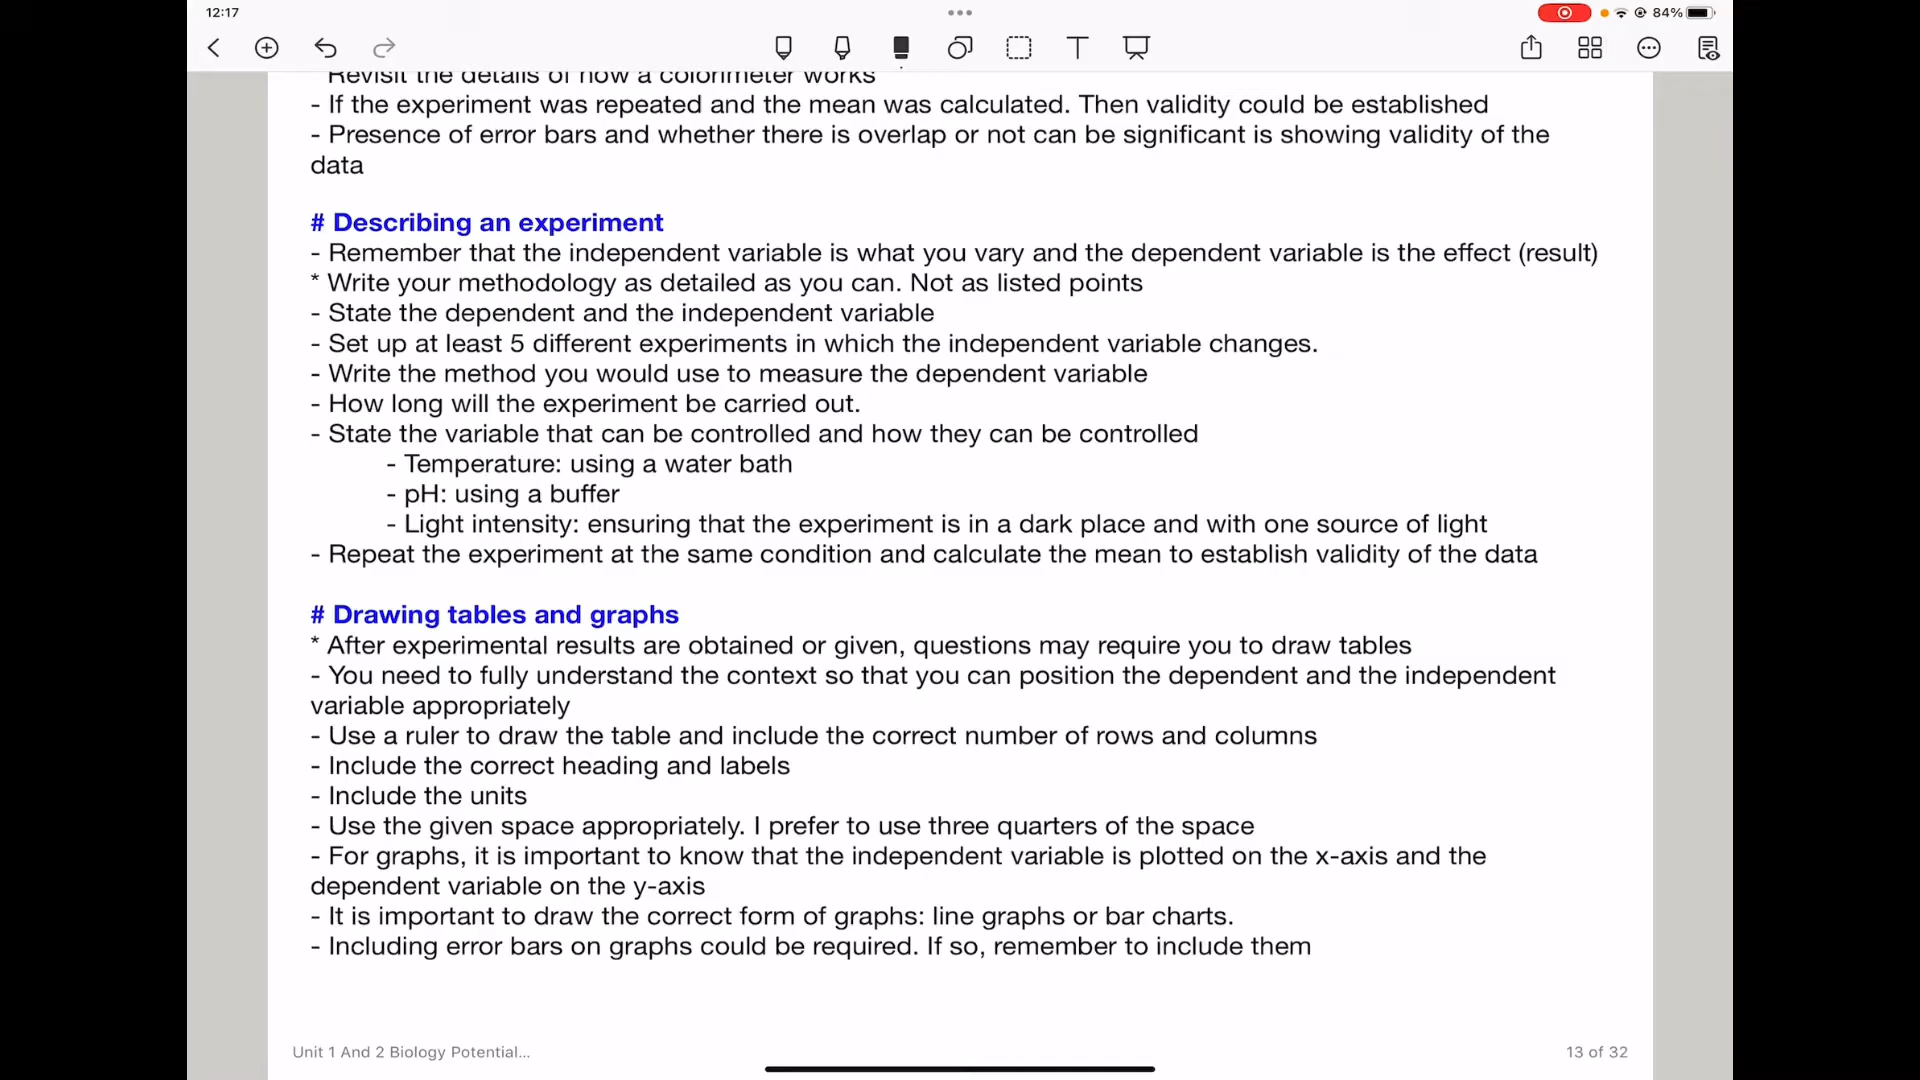 12:17
84%
Revisit the details of how a colorimeter works
- If the experiment was repeated and the mean was calculated. Then validity could be established
- Presence of error bars and whether there is overlap or not can be significant is showing validity of the
data
# Describing an experiment
- Remember that the independent variable is what you vary and the dependent variable is the effect (result)
* Write your methodology as detailed as you can. Not as listed points
- State the dependent and the independent variable
- Set up at least 5 different experiments in which the independent variable changes.
- Write the method you would use to measure the dependent variable
- How long will the experiment be carried out.
- State the variable that can be controlled and how they can be controlled
- Temperature: using a water bath
- pH: using a buffer
- Light intensity: ensuring that the experiment is in a dark place and with one source of light
- Repeat the experiment at the same condition and calculate the mean to establish validity of the data
# Drawing tables and graphs
* After experimental results are obtained or given, questions may require you to draw tables
- You need to fully understand the context so that you can position the dependent and the independent
variable appropriately
- Use a ruler to draw the table and include the correct number of rows and columns
- Include the correct heading and labels
- Include the units
- Use the given space appropriately. I prefer to use three quarters of the space
- For graphs, it is important to know that the independent variable is plotted on the x-axis and the
dependent variable on the y-axis
- It is important to draw the correct form of graphs: line graphs or bar charts.
- Including error bars on graphs could be required. If so, remember to include them
Unit 1 And 2 Biology Potential...
13 of 32